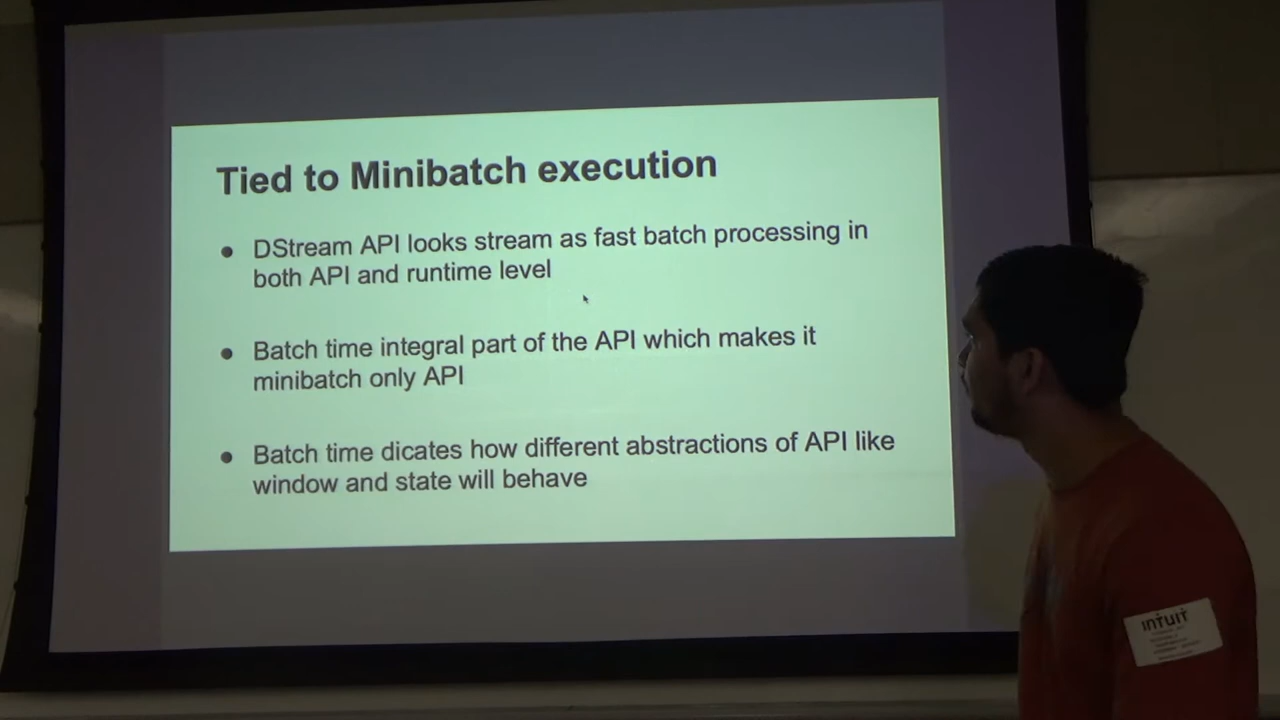 Tied to Minibatch execution
● DStream API looks stream as fast batch processing in
both API and runtime level
● Batch time integral part of the API which makes it
minibatch only API
● Batch time dicates how different abstractions of API like
window and state will behave
INTUIT